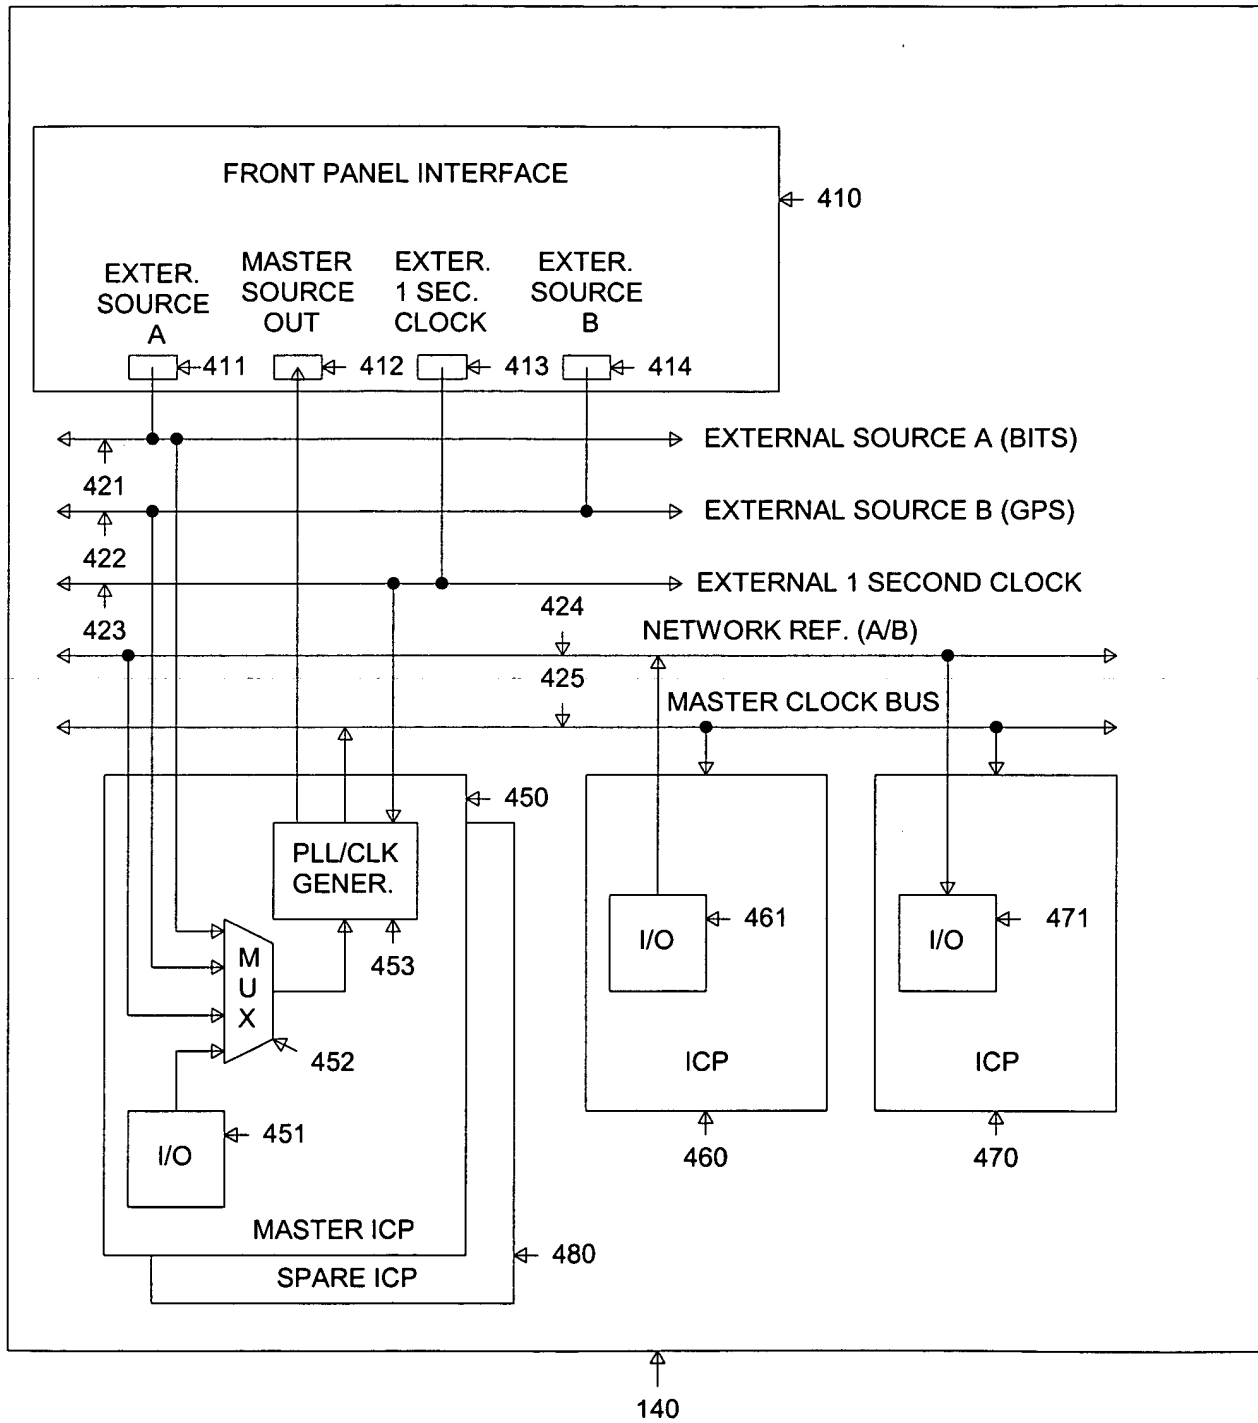 FRONT PANEL INTERFACE
410
EXTER.
SOURCE
A
MASTER
SOURCE
OUT
EXTER.
1 SEC.
CLOCK
EXTER.
SOURCE
B
411
412
413
414
EXTERNAL SOURCE A (BITS)
421
EXTERNAL SOURCE B (GPS)
422
EXTERNAL 1 SECOND CLOCK
423
424
NETWORK REF. (A/B)
425
MASTER CLOCK BUS
450
PLL/CLK
GENER.
453
M
U
X
452
I/O
451
MASTER ICP
SPARE ICP
480
I/O
461
ICP
460
I/O
471
ICP
470
140